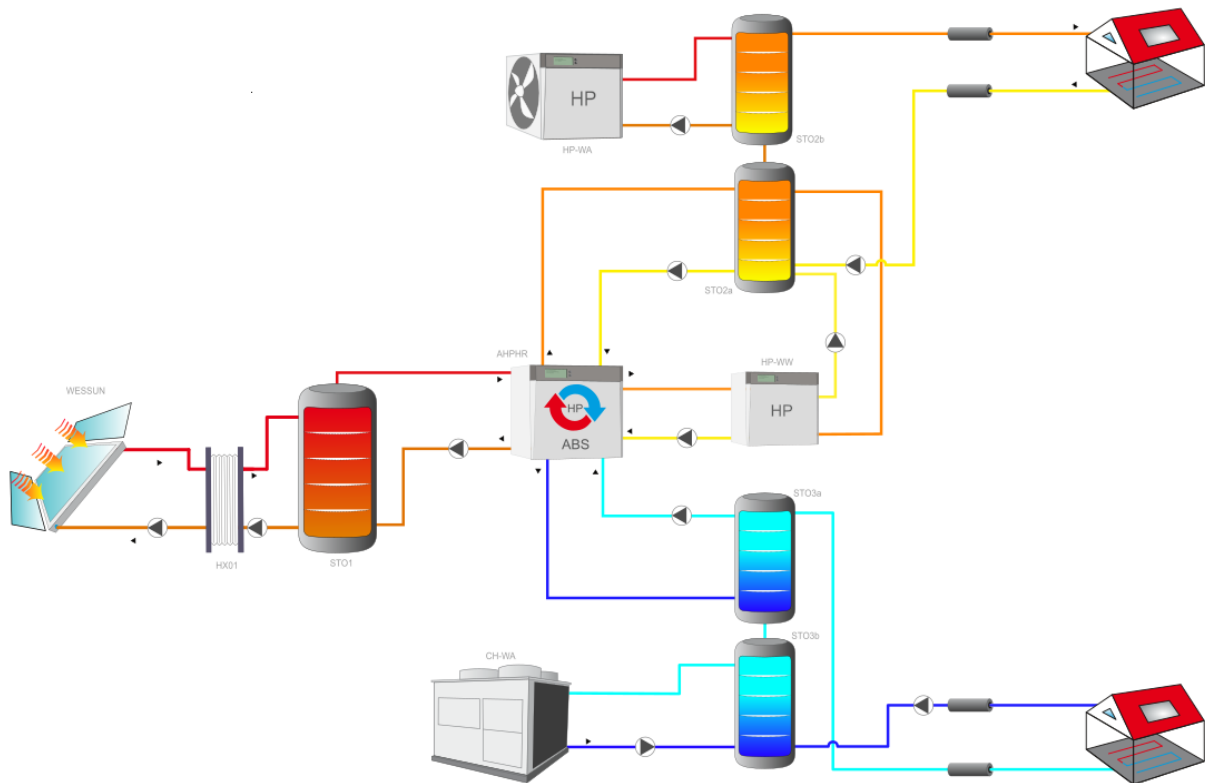 HP
HP-WA
STO2b
STO2a
AHPHR
HP-WW
WESSUN
HP
ABS
HP
STO3a
HX01
STO1
STO3b
CH-WA